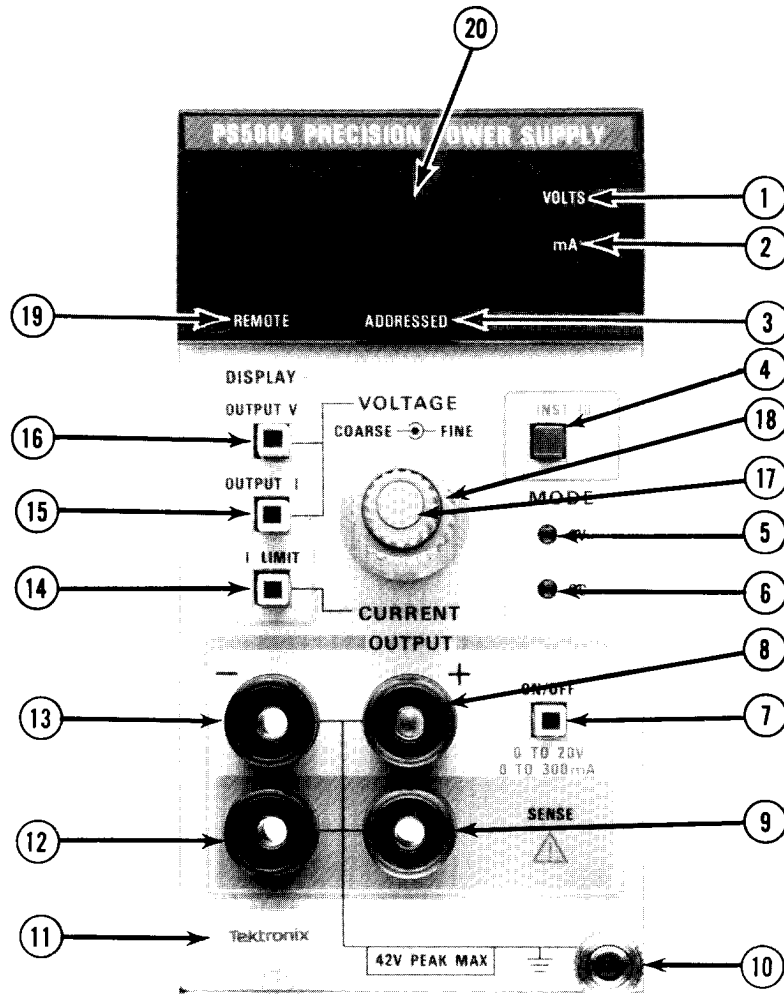 20
PS5004 PRECISION POWER SUPPLY
VOLTS 1
mA 2
19 REMOTE ADDRESSED 3
DISPLAY 4
OUTPUT V VOLTAGE INST ID 18
16 COARSE FINE
17
OUTPUT I MODE
15 5
I LIMIT
14 6
CURRENT
OUTPUT 8
- + ON/OFF
13 7
0 TO 20V
0 TO 300mA
SENSE 9
12
11 Tektronix
42V PEAK MAX 10